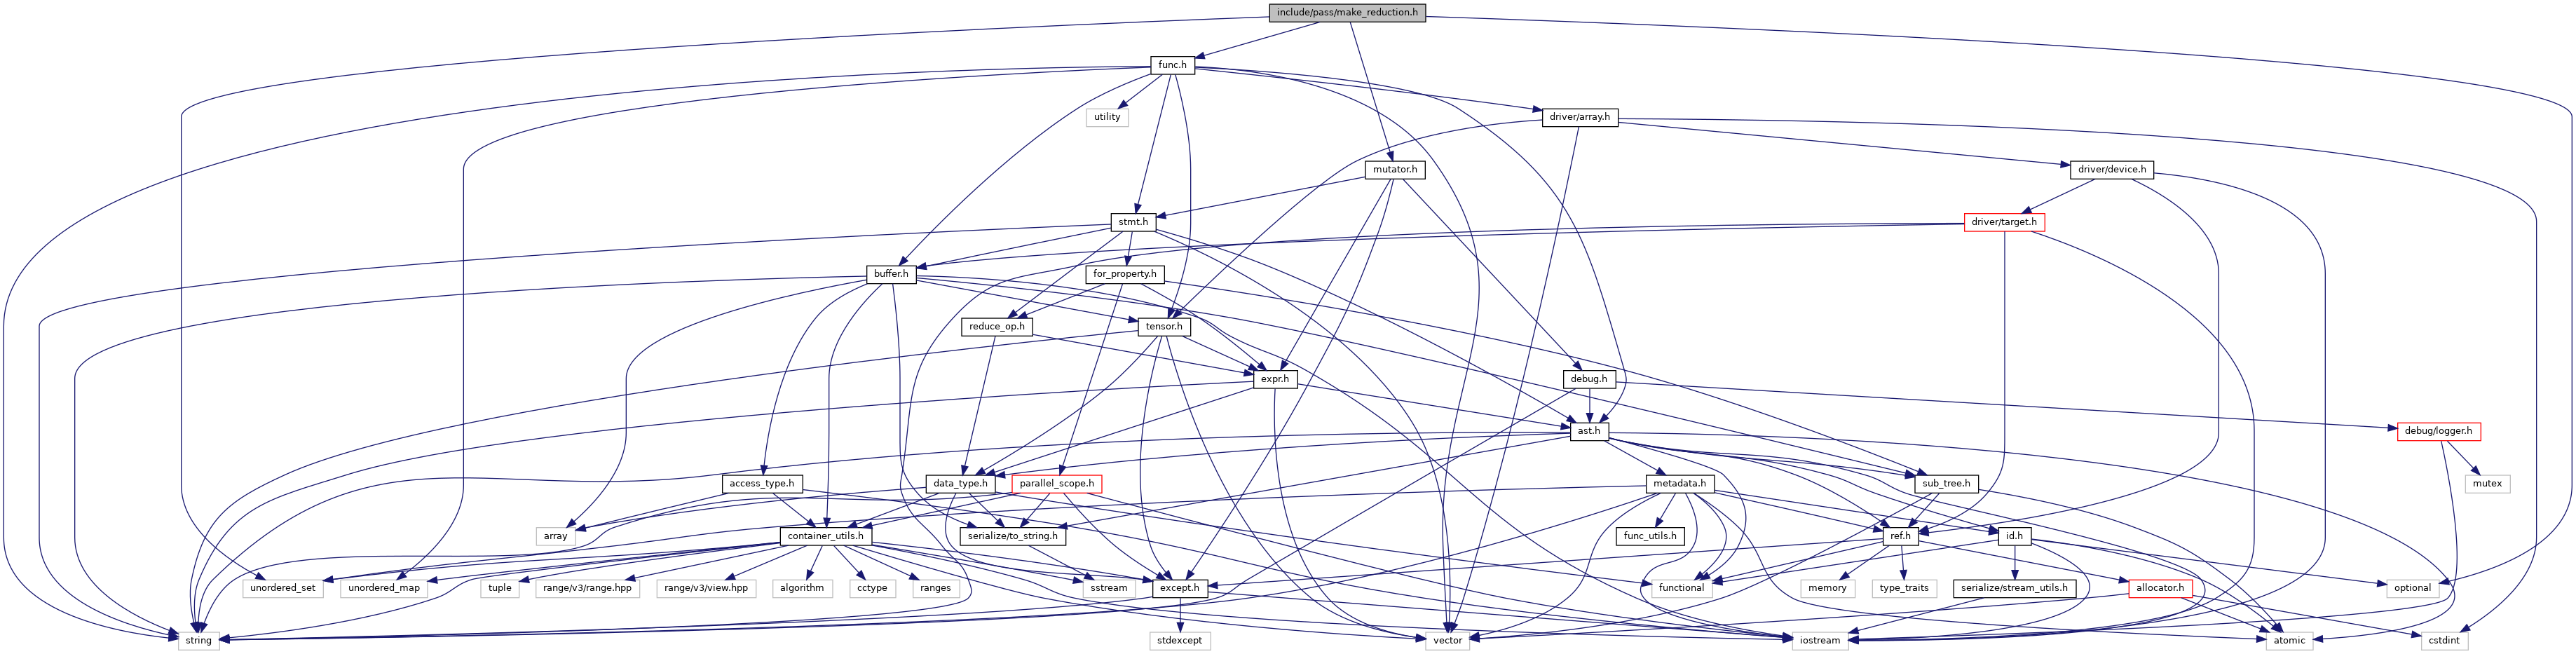 include/pass/make_reduction.h
func.h
utility
driver/array.h
mutator.h
driver/device.h
stmt.h
driver/target.h
buffer.h
for_property.h
reduce_op.h
tensor.h
expr.h
debug.h
ast.h
debug/logger.h
access_type.h
data_type.h
parallel_scope.h
metadata.h
sub_tree.h
mutex
array
container_utils.h
serialize/to_string.h
func_utils.h
ref.h
id.h
unordered_set
unordered_map
tuple
range/v3/range.hpp
range/v3/view.hpp
algorithm
cctype
ranges
sstream
except.h
functional
memory
type_traits
serialize/stream_utils.h
allocator.h
optional
string
stdexcept
vector
iostream
atomic
cstdint